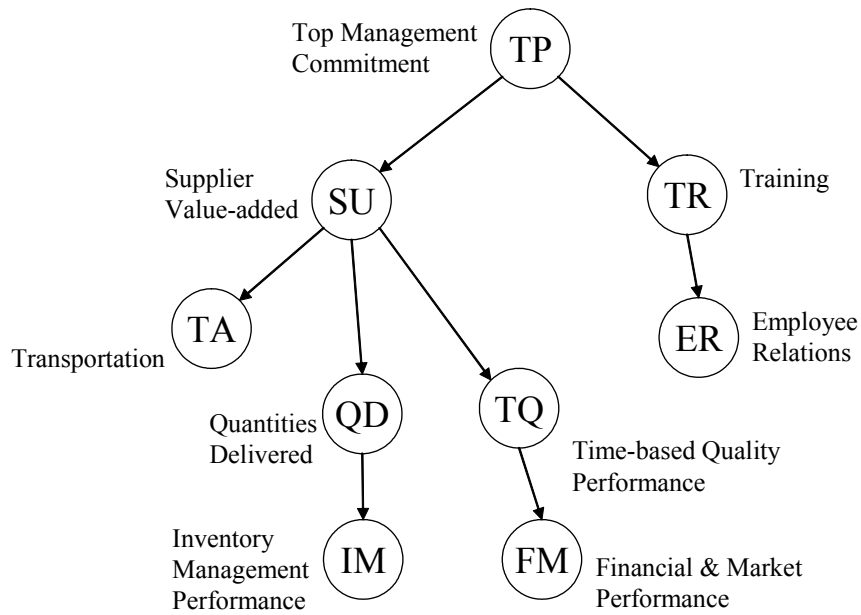 Top Management
Commitment
TP
Supplier
Value-added
SU
TR
Training
TA
Transportation
ER
Employee
Relations
Quantities
Delivered
QD
TQ
Time-based Quality
Performance
Inventory
Management
Performance
IM
FM
Financial & Market
Performance